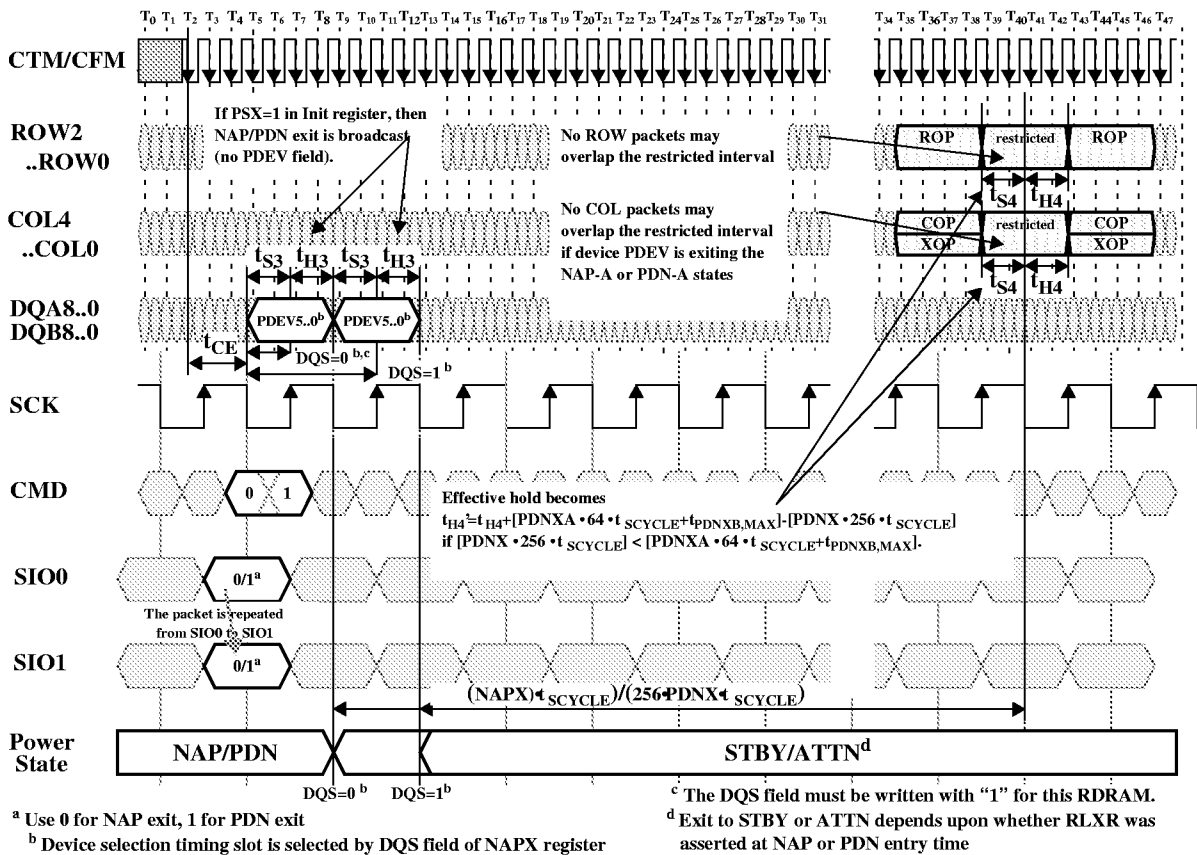 T0 T1 T2 T3 T4 T5 T6 T7 T8 T9 T10 T11 T12 T13 T14 T15 T16 T17 T18 T19 T20 T21 T22 T23 T24 T25 T26 T27 T28 T29 T30 T31 T34 T35 T36 T37 T38 T39 T40 T41 T42 T43 T44 T45 T46 T47
CTM/CFM
If PSX=1 in Init register, then
NAP/PDN exit is broadcast
(no PDEV field).
ROW2
..ROW0
No ROW packets may
overlap the restricted interval
ROP restricted ROP
tS4 tH4
COL4
..COL0
No COL packets may
overlap the restricted interval
if device PDEV is exiting the
NAP-A or PDN-A states
COP restricted COP
XOP XOP
tS3 tH3 tS3 tH3
tS4 tH4
DQA8..0
DQB8..0
PDEV5..0b PDEV5..0b
tCE
DQS=0 b,c
DQS=1 b
SCK
CMD
0 1
Effective hold becomes
tH4'=tH4+[PDNXA•64•tSCYCLE+tPDNXB,MAX]-[PDNX•256•tSCYCLE]
if [PDNX•256•tSCYCLE] < [PDNXA•64•tSCYCLE+tPDNXB,MAX].
SIO0
0/1a
The packet is repeated
from SIO0 to SIO1
SIO1
0/1a
(NAPX)•tSCYCLE)/(256•PDNX•tSCYCLE)
Power
State
NAP/PDN
STBY/ATTNd
DQS=0 b DQS=1b
a Use 0 for NAP exit, 1 for PDN exit
b Device selection timing slot is selected by DQS field of NAPX register
c The DQS field must be written with “1” for this RDRAM.
d Exit to STBY or ATTN depends upon whether RLXR was
asserted at NAP or PDN entry time